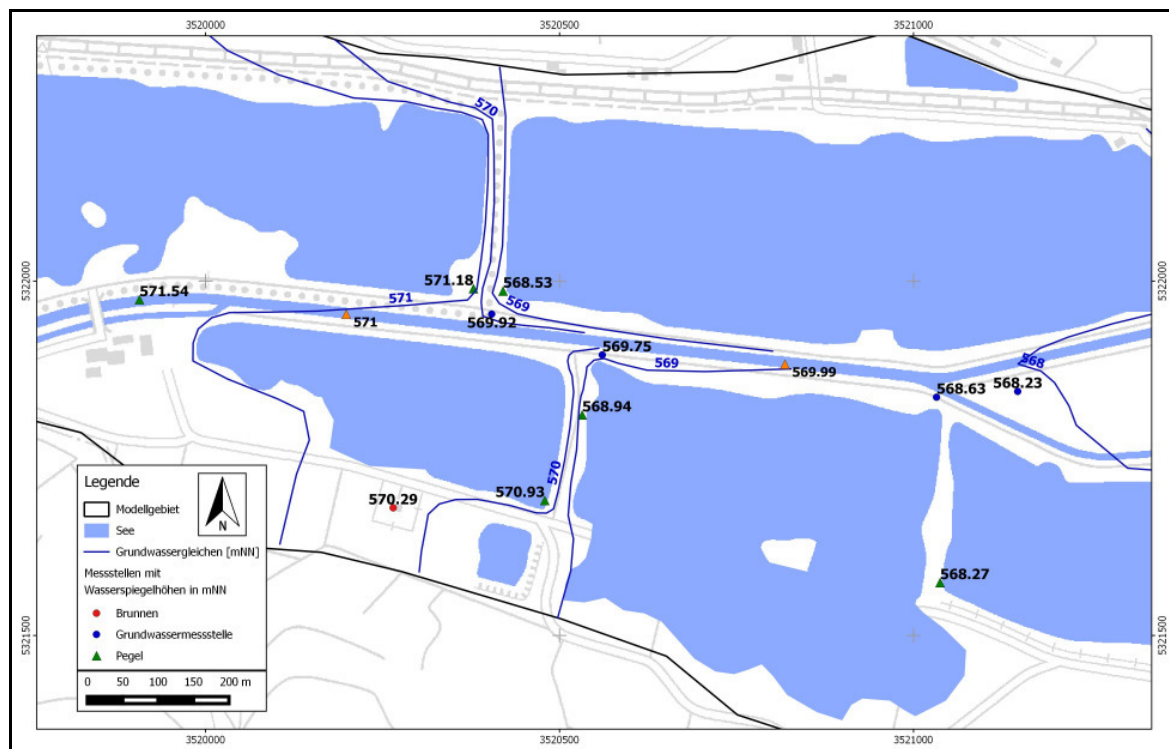 3520000
3520500
3521000
570
5322000
5322000
571.54
571.18
568.53
571
571
569
569.92
569.75
569
569.99
568
568.63
568.23
568.94
570
570.93
570.29
568.27
Legende
Modellgebiet
See
Grundwassergleichen [mNN]
Messstellen mit
Wasserspiegelhöhen in mNN
Brunnen
Grundwassermessstelle
Pegel
0 50 100 150 200 m
N
5321500
5321500
3520000
3520500
3521000